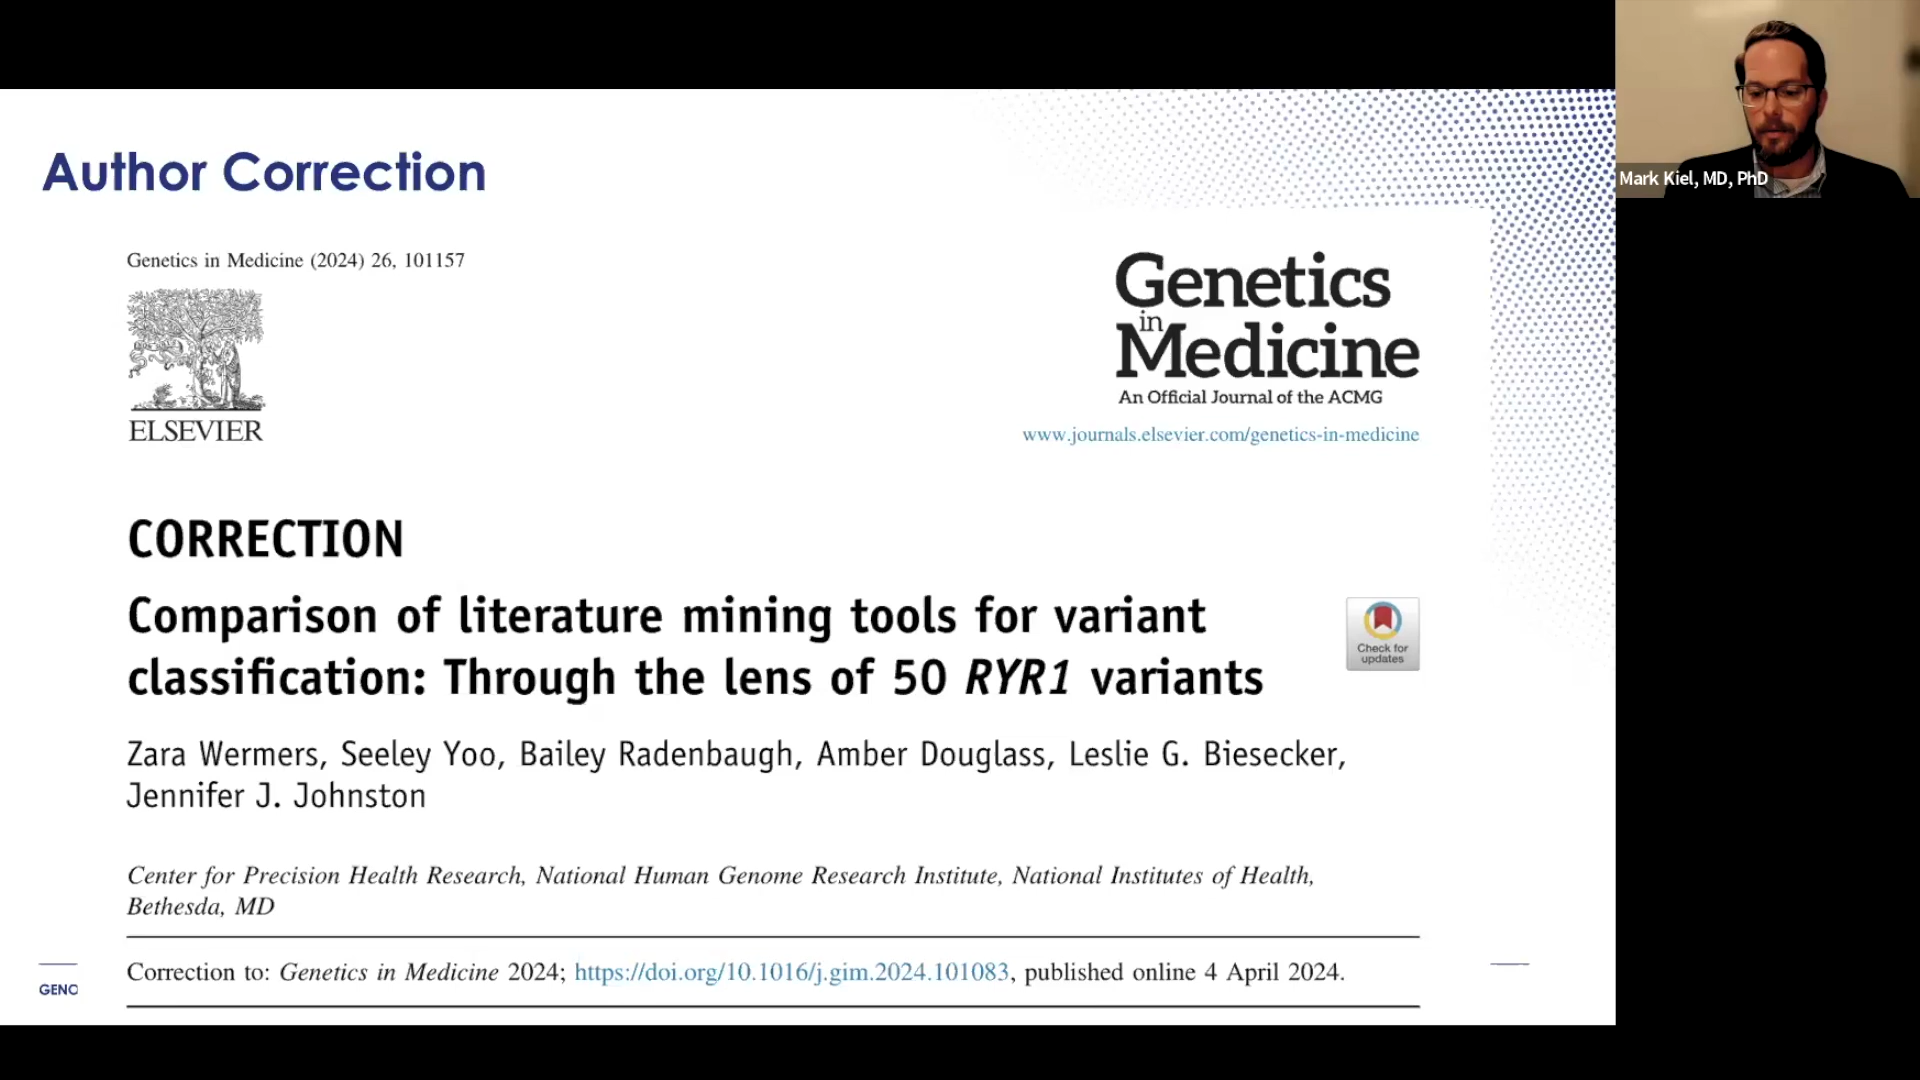 Author Correction
Genetics in Medicine (2024) 26, 101157
ELSEVIER
Genetics
in
Medicine
An Official Journal of the ACMG
www.journals.elsevier.com/genetics-in-medicine
CORRECTION
Comparison of literature mining tools for variant
classification: Through the lens of 50 RYR1 variants
Check for
updates
Zara Wermers, Seeley Yoo, Bailey Radenbaugh, Amber Douglass, Leslie G. Biesecker,
Jennifer J. Johnston
Center for Precision Health Research, National Human Genome Research Institute, National Institutes of Health,
Bethesda, MD
Correction to: Genetics in Medicine 2024; https://doi.org/10.1016/j.gim.2024.101083, published online 4 April 2024.
GENO
Mark Kiel, MD, PhD